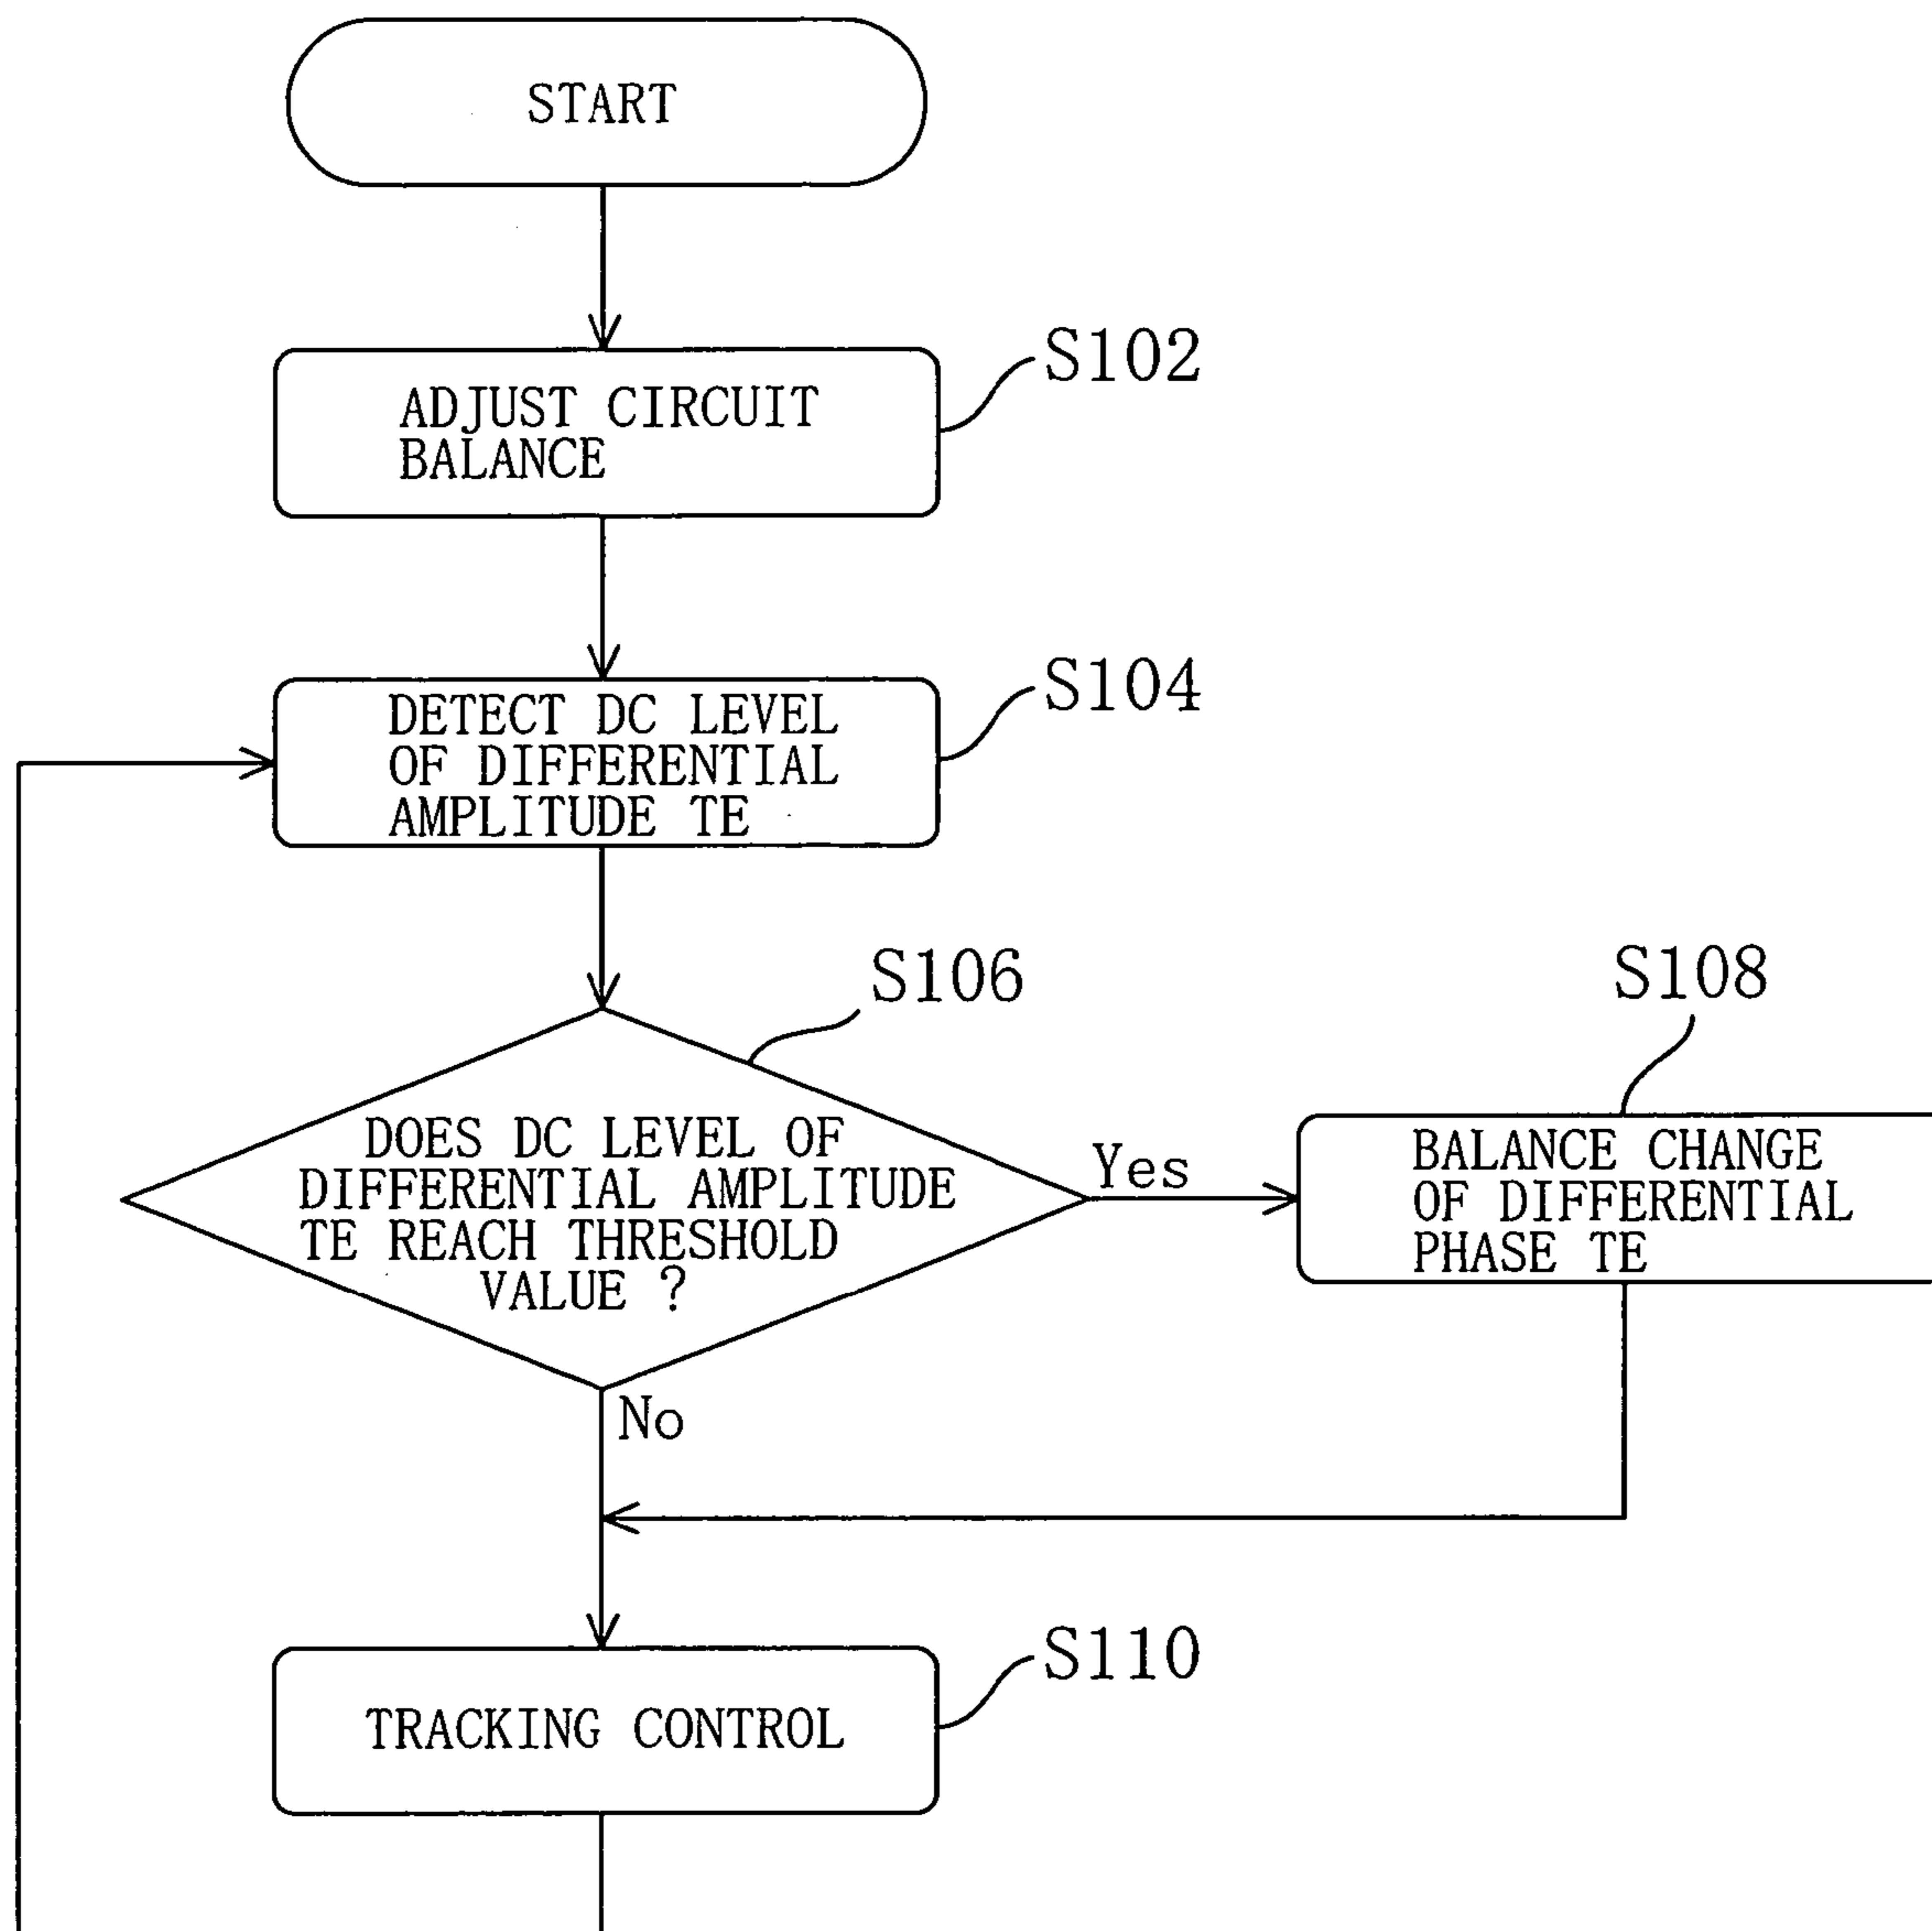 START
S102
ADJUST CIRCUIT
BALANCE
S104
DETECT DC LEVEL
OF DIFFERENTIAL
AMPLITUDE TE
S106
DOES DC LEVEL OF
DIFFERENTIAL AMPLITUDE
TE REACH THRESHOLD
VALUE ?
Yes
S108
BALANCE CHANGE
OF DIFFERENTIAL
PHASE TE
No
S110
TRACKING CONTROL